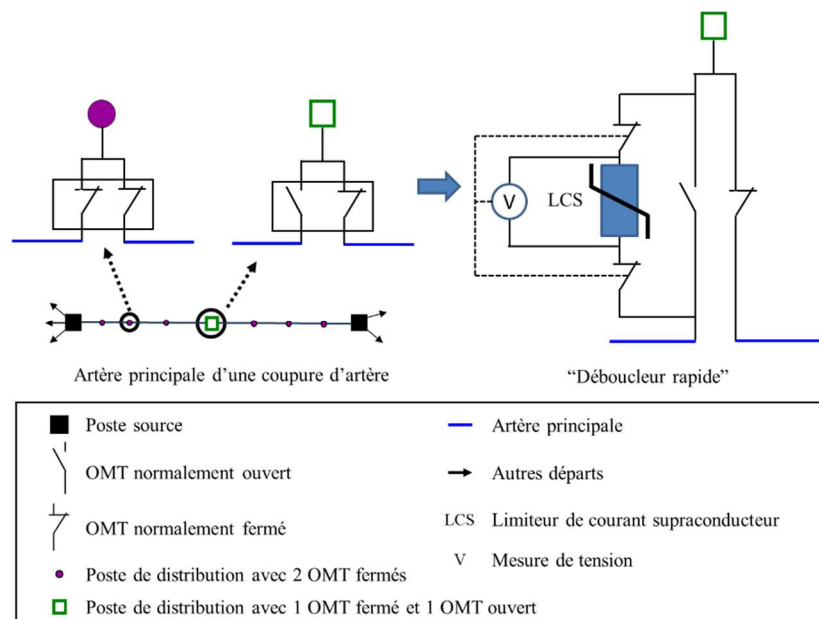 V
LCS
Artère principale d'une coupure d'artère
“Déboucleur rapide”
Poste source
OMT normalement ouvert
OMT normalement fermé
Poste de distribution avec 2 OMT fermés
Poste de distribution avec 1 OMT fermé et 1 OMT ouvert
Artère principale
Autres départs
LCS Limiteur de courant supraconducteur
V Mesure de tension